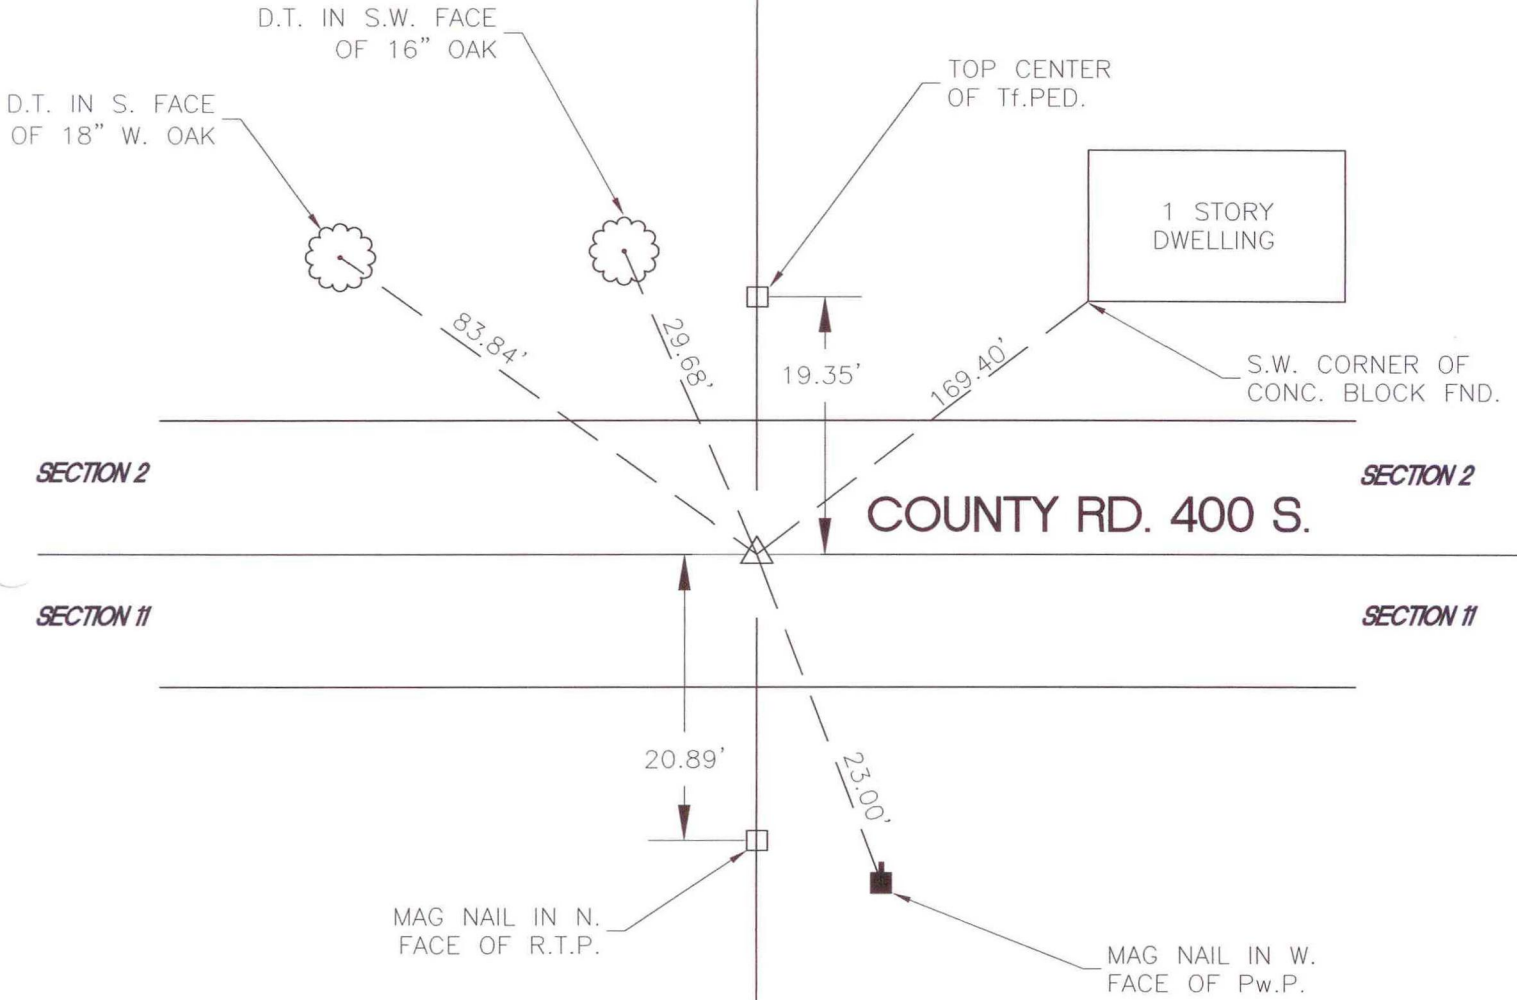 D.T. IN S.W. FACE
OF 16” OAK
D.T. IN S. FACE
OF 18” W. OAK
TOP CENTER
OF Tf.PED.
1 STORY
DWELLING
83.84’
29.68’
19.35’
169.40’
S.W. CORNER OF
CONC. BLOCK FND.
SECTION 2
SECTION 2
COUNTY RD. 400 S.
SECTION 11
SECTION 11
20.89’
23.00’
MAG NAIL IN N.
FACE OF R.T.P.
MAG NAIL IN W.
FACE OF Pw.P.